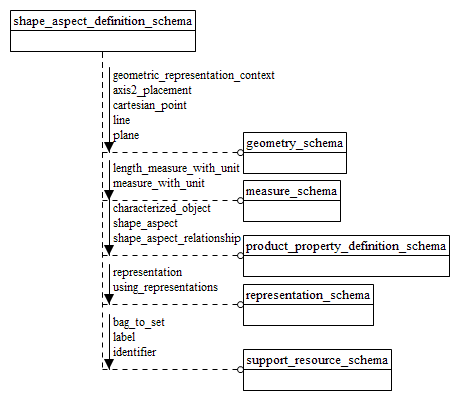 shape_aspect_definition_schema
geometric_representation_context
axis2_placement
cartesian_point
line
plane
geometry_schema
length_measure_with_unit
measure_with_unit
measure_schema
characterized_object
shape_aspect
shape_aspect_relationship
product_property_definition_schema
representation
using_representations
representation_schema
bag_to_set
label
identifier
support_resource_schema